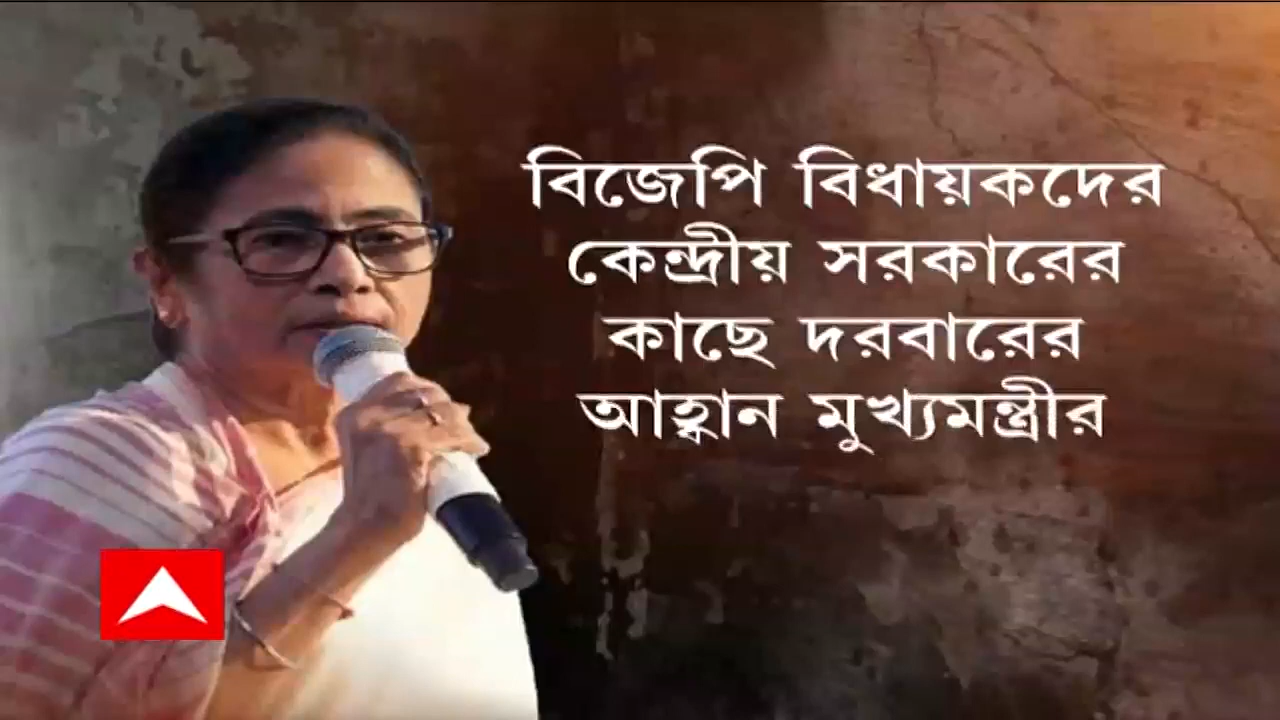 বিজেপি বিধায়কদের
কেন্দ্রীয় সরকারের
কাছে দরবারের
আহ্বান মুখ্যমন্ত্রীর